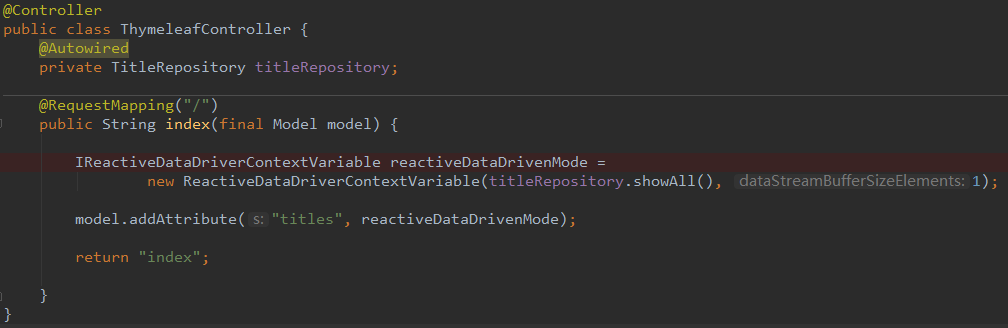 @Controller
public class ThymeleafController {
@Autowired
private TitleRepository titleRepository;
@RequestMapping("/")
public String index(final Model model) {
IReactiveDataDriverContextVariable reactiveDataDrivenMode =
new ReactiveDataDriverContextVariable(titleRepository.showAll(), dataStreamBufferSizeElements: 1);
model.addAttribute( s: "titles", reactiveDataDrivenMode);
return "index";
}
}